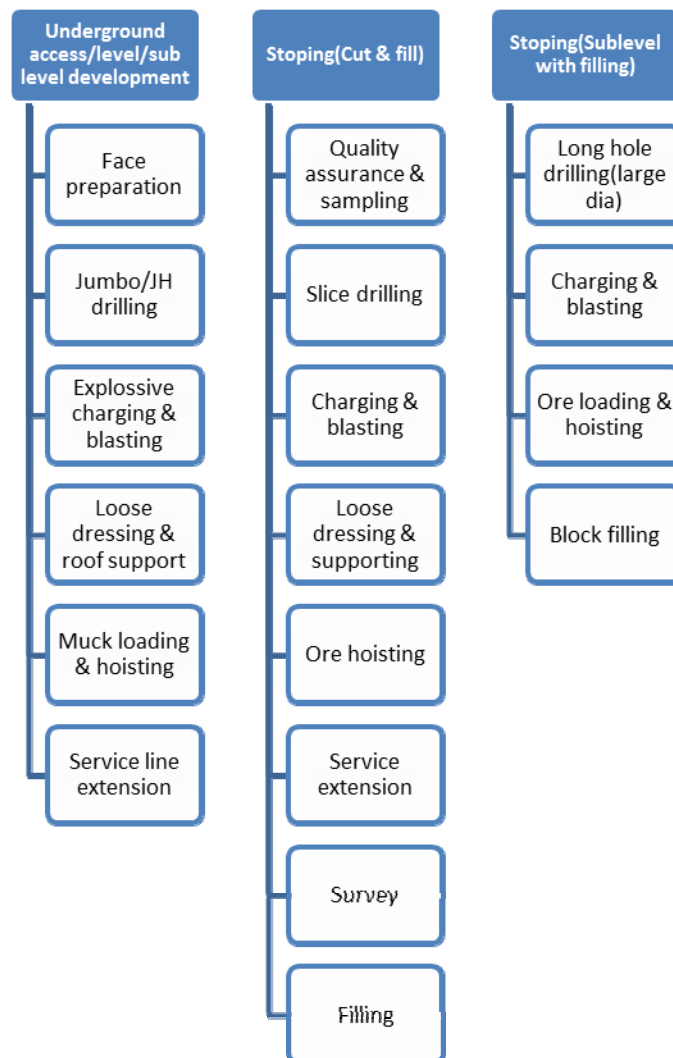 Underground
access/level/sub
level development
Face
preparation
Jumbo/JH
drilling
Explossive
charging &
blasting
Loose
dressing &
roof support
Muck loading
& hoisting
Service line
extension
Stoping(Cut & fill)
Quality
assurance &
sampling
Slice drilling
Charging &
blasting
Loose
dressing &
supporting
Ore hoisting
Service
extension
Survey
Filling
Stoping(Sublevel
with filling)
Long hole
drilling(large
dia)
Charging &
blasting
Ore loading &
hoisting
Block filling